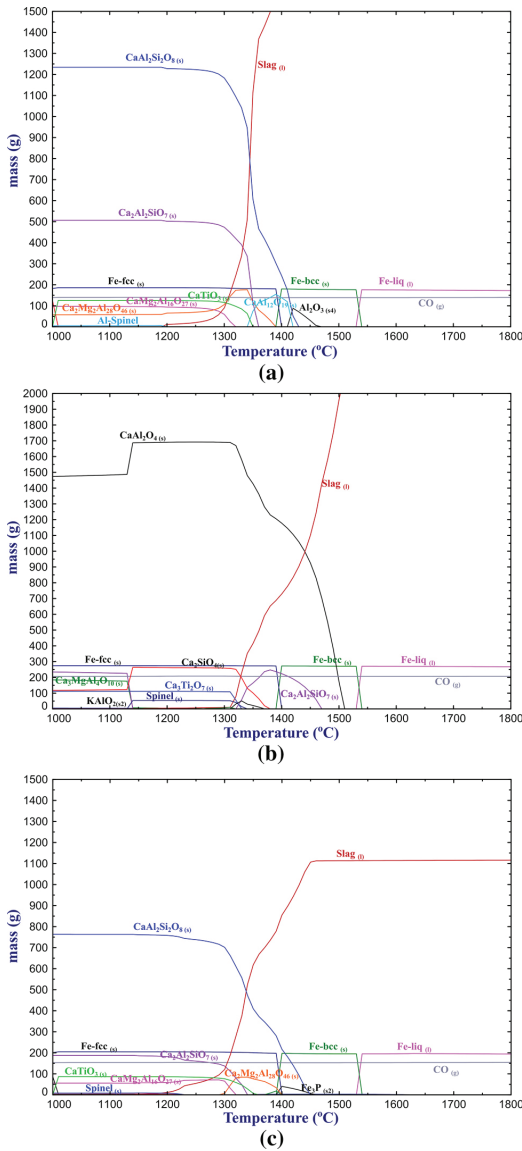 1500
1400
1300
1200
1100
1000
900
800
700
600
500
400
300
200
100
0
mass (g)
CaAl2Si2O8 (s)
Slag (l)
Ca2Al2SiO7 (s)
Fe-fcc (s)
CaMg2Al16O27 (s)
CaTiO3 (s)
Ca2Mg2Al28O46 (s)
Al-Spinel
CaAl12O19 (s)
Fe-bcc (s)
Al2O3 (s4)
Fe-liq (l)
CO (g)
1000 1100 1200 1300 1400 1500 1600 1700 1800
Temperature (°C)
(a)
2000
1900
1800
1700
1600
1500
1400
1300
1200
1100
1000
900
800
700
600
500
400
300
200
100
0
mass (g)
CaAl2O4 (s)
Slag (l)
Fe-fcc (s)
Ca2SiO4(s)
Fe-bcc (s)
Fe-liq (l)
Ca3MgAl4O10 (s)
Ca3Ti2O7 (s)
Ca2Al2SiO7 (s)
CO (g)
KAlO2(s2)
Spinel (s)
1000 1100 1200 1300 1400 1500 1600 1700 1800
Temperature (°C)
(b)
1500
1400
1300
1200
1100
1000
900
800
700
600
500
400
300
200
100
0
mass (g)
Slag (l)
CaAl2Si2O8 (s)
Fe-fcc (s)
Ca2Al2SiO7 (s)
Fe-bcc (s)
Fe-liq (l)
CaTiO3 (s)
CaMg2Al16O27 (s)
Ca2Mg2Al28O46 (s)
CO (g)
Spinel (s)
Fe3P (s2)
1000 1100 1200 1300 1400 1500 1600 1700 1800
Temperature (°C)
(c)